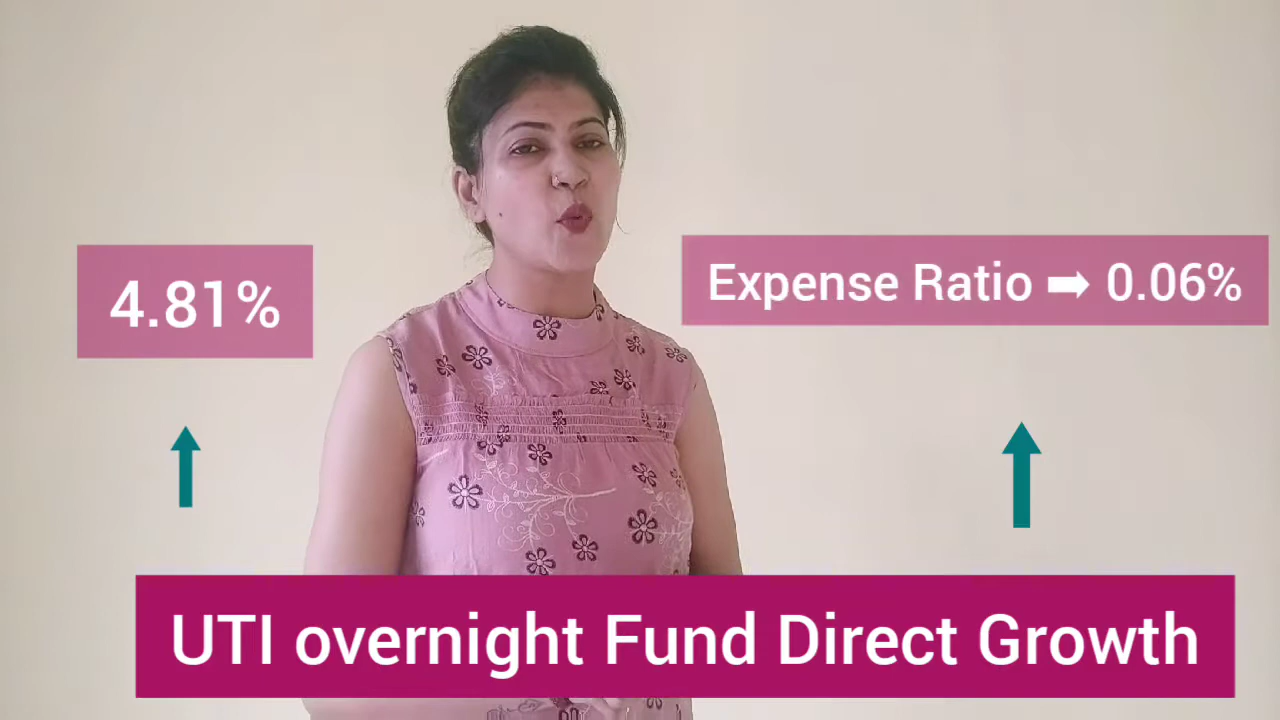 4.81%
Expense Ratio ➡ 0.06%
UTI overnight Fund Direct Growth